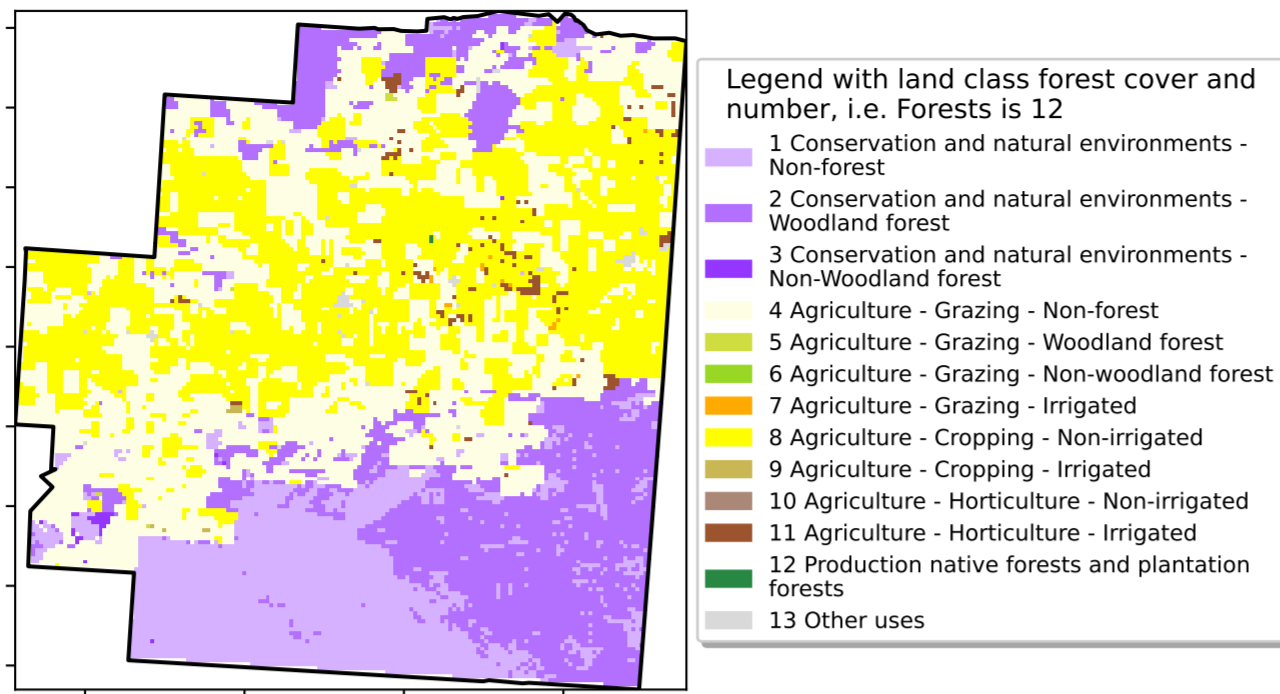 Legend with land class forest cover and
number, i.e. Forests is 12
1 Conservation and natural environments -
Non-forest
2 Conservation and natural environments -
Woodland forest
3 Conservation and natural environments -
Non-Woodland forest
4 Agriculture - Grazing - Non-forest
5 Agriculture - Grazing - Woodland forest
6 Agriculture - Grazing - Non-woodland forest
7 Agriculture - Grazing - Irrigated
8 Agriculture - Cropping - Non-irrigated
9 Agriculture - Cropping - Irrigated
10 Agriculture - Horticulture - Non-irrigated
11 Agriculture - Horticulture - Irrigated
12 Production native forests and plantation
forests
13 Other uses